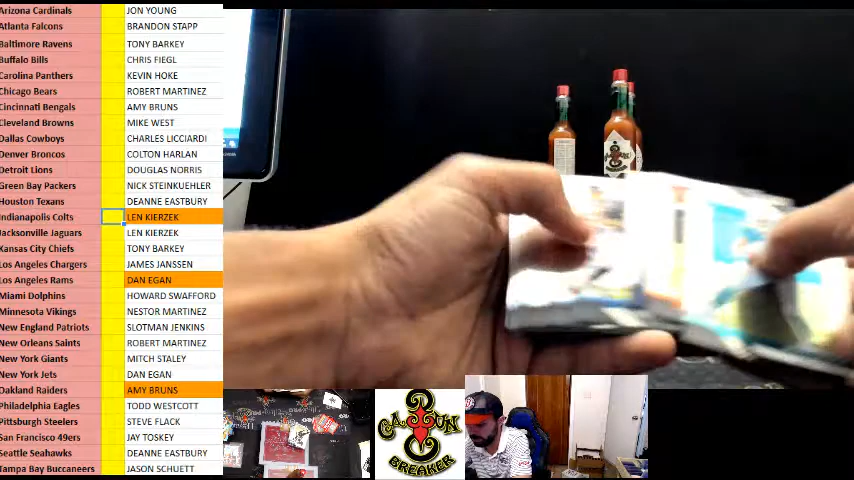 Arizona Cardinals JON YOUNG
Atlanta Falcons BRANDON STAPP
Baltimore Ravens TONY BARKEY
Buffalo Bills CHRIS FIEGL
Carolina Panthers KEVIN HOKE
Chicago Bears ROBERT MARTINEZ
Cincinnati Bengals AMY BRUNS
Cleveland Browns MIKE WEST
Dallas Cowboys CHARLES LICCIARDI
Denver Broncos COLTON HARLAN
Detroit Lions DOUGLAS NORRIS
Green Bay Packers NICK STEINKUEHLER
Houston Texans DEANNE EASTBURY
Indianapolis Colts LEN KIERZEK
Jacksonville Jaguars LEN KIERZEK
Kansas City Chiefs TONY BARKEY
Los Angeles Chargers JAMES JANSSEN
Los Angeles Rams DAN EGAN
Miami Dolphins HOWARD SWAFFORD
Minnesota Vikings NESTOR MARTINEZ
New England Patriots SLOTMAN JENKINS
New Orleans Saints ROBERT MARTINEZ
New York Giants MITCH STALEY
New York Jets DAN EGAN
Oakland Raiders AMY BRUNS
Philadelphia Eagles TODD WESTCOTT
Pittsburgh Steelers STEVE FLACK
San Francisco 49ers JAY TOSKEY
Seattle Seahawks DEANNE EASTBURY
Tampa Bay Buccaneers JASON SCHUETT
CAJUN
BREAKER